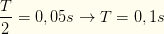 T/2 = 0,05s → T = 0,1s